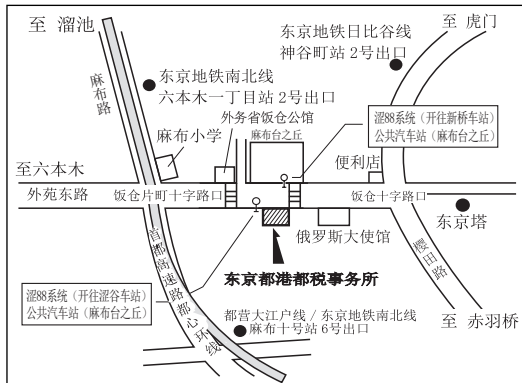 至 溜池
麻布路
东京地铁南北线
六本木一丁目站 2号出口
东京地铁日比谷线
神谷町站 2号出口
至 虎门
外务省饭仓公馆
麻布台之丘
涩88系统（开往新桥车站）
公共汽车站（麻布台之丘）
麻布小学
便利店
至六本木
外苑东路
饭仓片町十字路口
饭仓十字路口
东京塔
俄罗斯大使馆
樱田路
首都高速路都心环线
东京都港都税事务所
涩88系统（开往涩谷车站）
公共汽车站（麻布台之丘）
都营大江户线 / 东京地铁南北线
麻布十号站 6号出口
至 赤羽桥